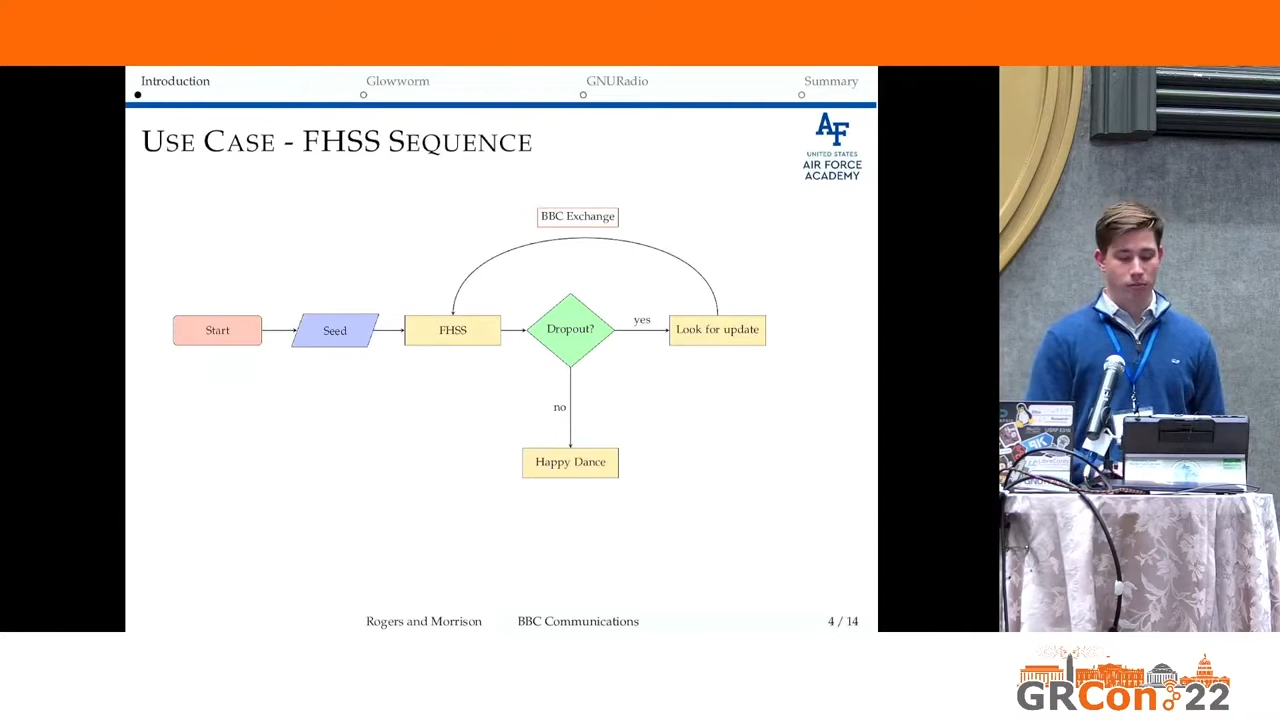 Introduction
Glowworm
GNURadio
Summary
USE CASE - FHSS SEQUENCE
AF
UNITED STATES
AIR FORCE
ACADEMY
BBC Exchange
Start
Seed
FHSS
Dropout?
yes
Look for update
no
Happy Dance
Rogers and Morrison
BBC Communications
4 / 14
GRCon 22